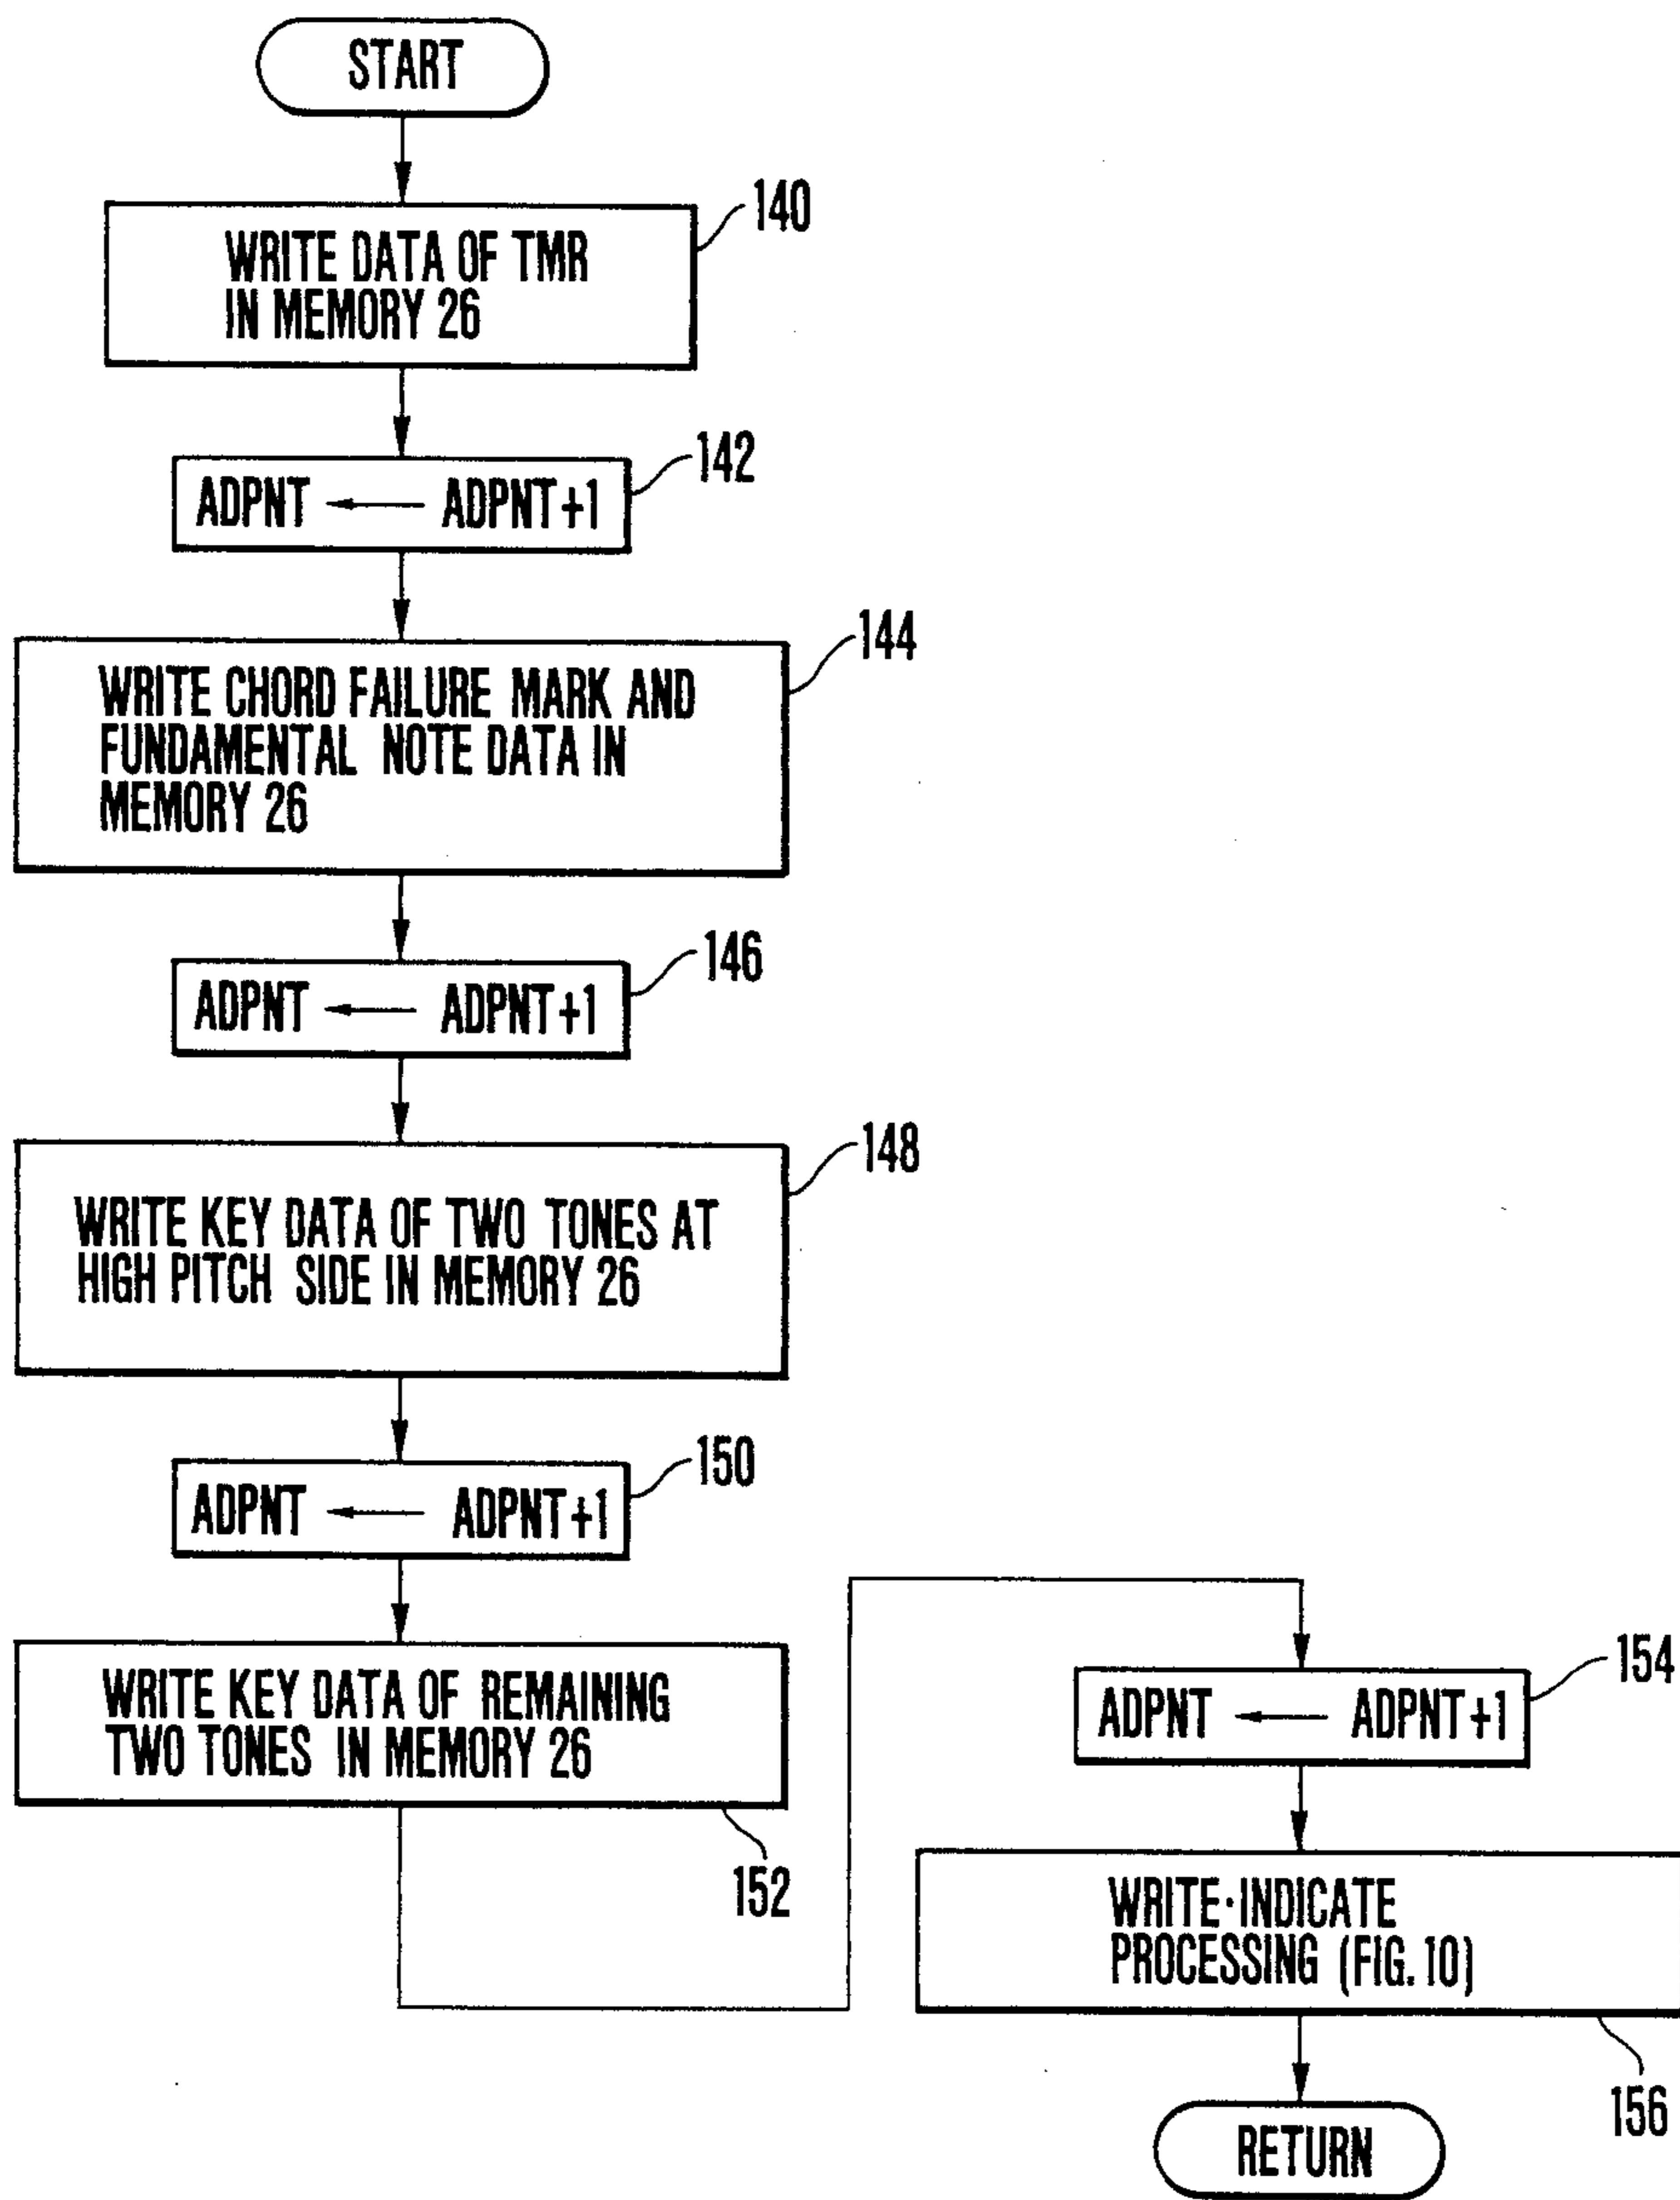 START
140
WRITE DATA OF TMR
IN MEMORY 26
142
ADPNT ← ADPNT+1
144
WRITE CHORD FAILURE MARK AND
FUNDAMENTAL NOTE DATA IN
MEMORY 26
146
ADPNT ← ADPNT+1
148
WRITE KEY DATA OF TWO TONES AT
HIGH PITCH SIDE IN MEMORY 26
150
ADPNT ← ADPNT+1
WRITE KEY DATA OF REMAINING
TWO TONES IN MEMORY 26
152
154
ADPNT ← ADPNT+1
WRITE·INDICATE
PROCESSING (FIG. 10)
156
RETURN